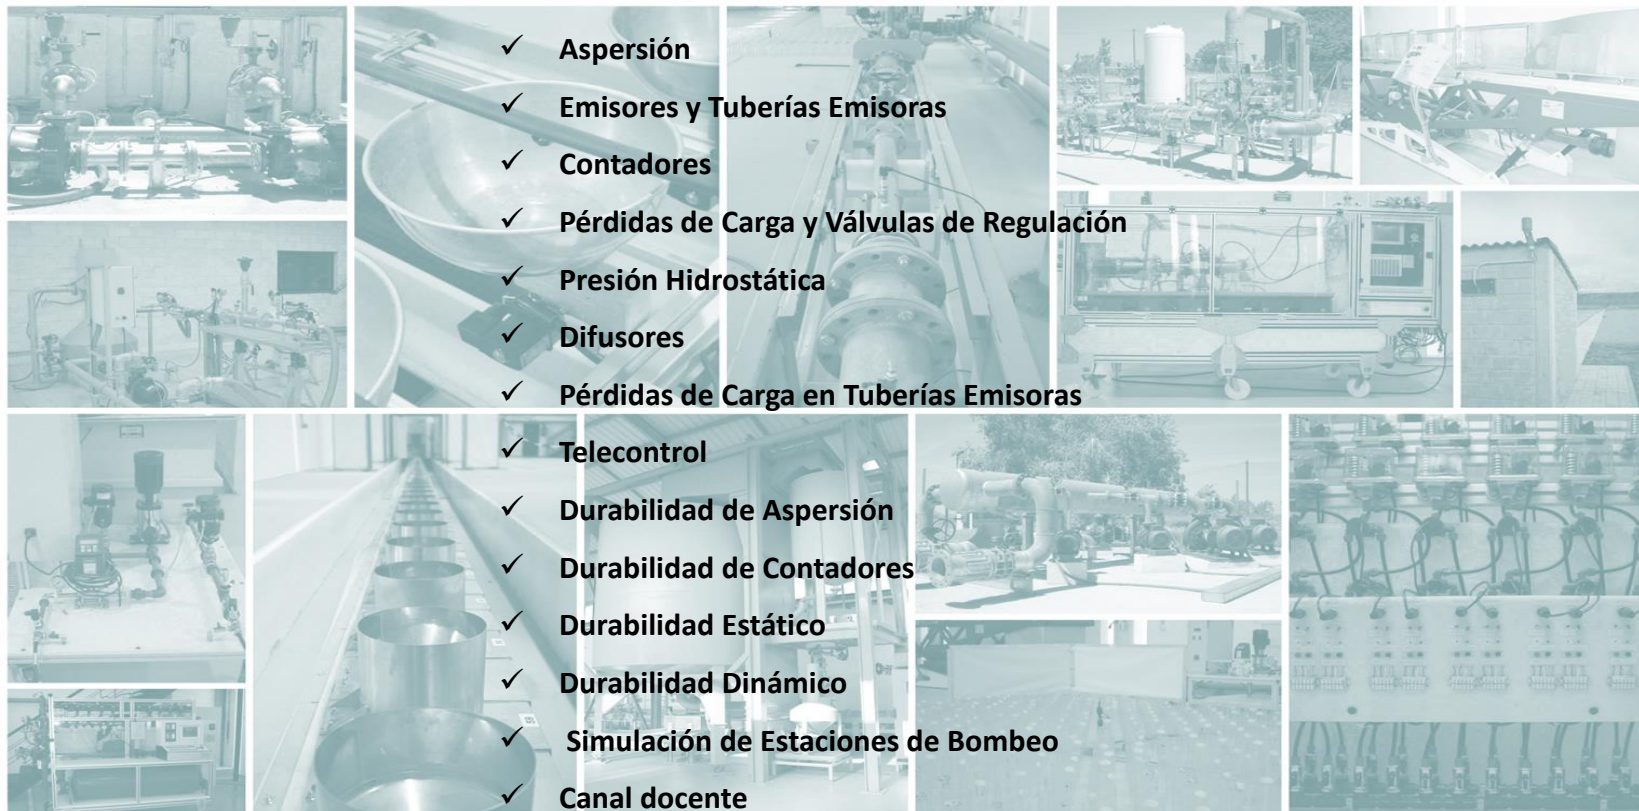 ✓ Aspersión
✓ Emisores y Tuberías Emisoras
✓ Contadores
✓ Pérdidas de Carga y Válvulas de Regulación
✓ Presión Hidrostática
✓ Difusores
✓ Pérdidas de Carga en Tuberías Emisoras
✓ Telecontrol
✓ Durabilidad de Aspersión
✓ Durabilidad de Contadores
✓ Durabilidad Estático
✓ Durabilidad Dinámico
✓ Simulación de Estaciones de Bombeo
✓ Canal docente